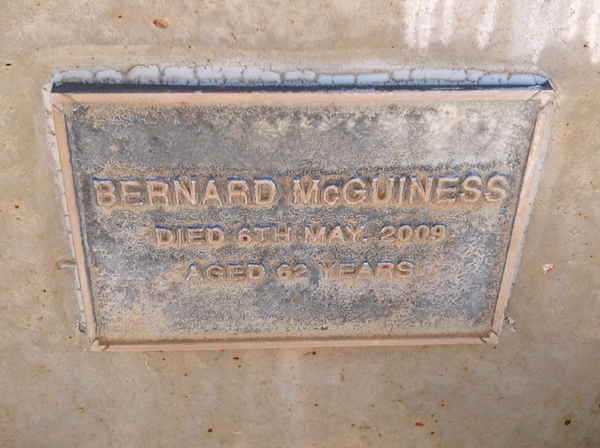 BERNARD McGUINESS
DIED 6TH MAY, 2009
AGED 62 YEARS